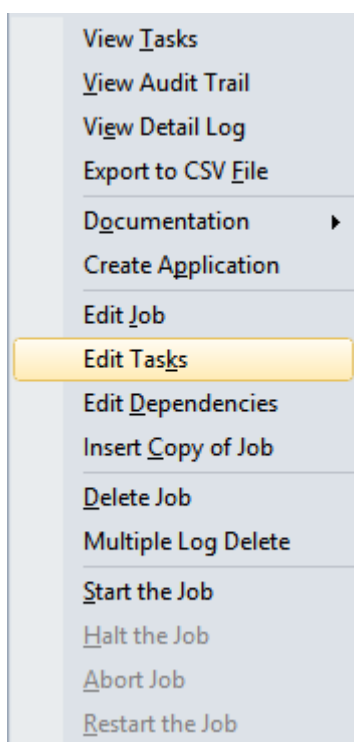 View Tasks
View Audit Trail
View Detail Log
Export to CSV File
Documentation
Create Application
Edit Job
Edit Tasks
Edit Dependencies
Insert Copy of Job
Delete Job
Multiple Log Delete
Start the Job
Halt the Job
Abort Job
Restart the Job